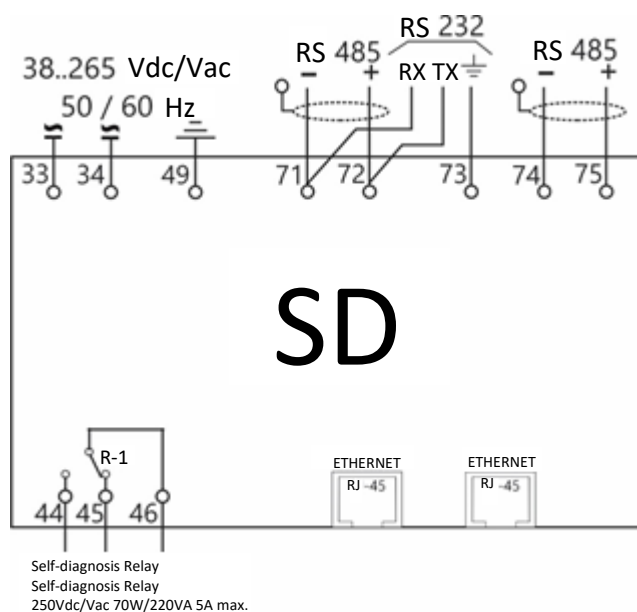 RS 232
RS 485
RS 485
38..265 Vdc/Vac
- + RX TX
- +
50 / 60 Hz
33 34 49 71 72 73 74 75
SD
R-1
ETHERNET
ETHERNET
RJ -45
RJ -45
44 45 46
Self-diagnosis Relay
Self-diagnosis Relay
250Vdc/Vac 70W/220VA 5A max.